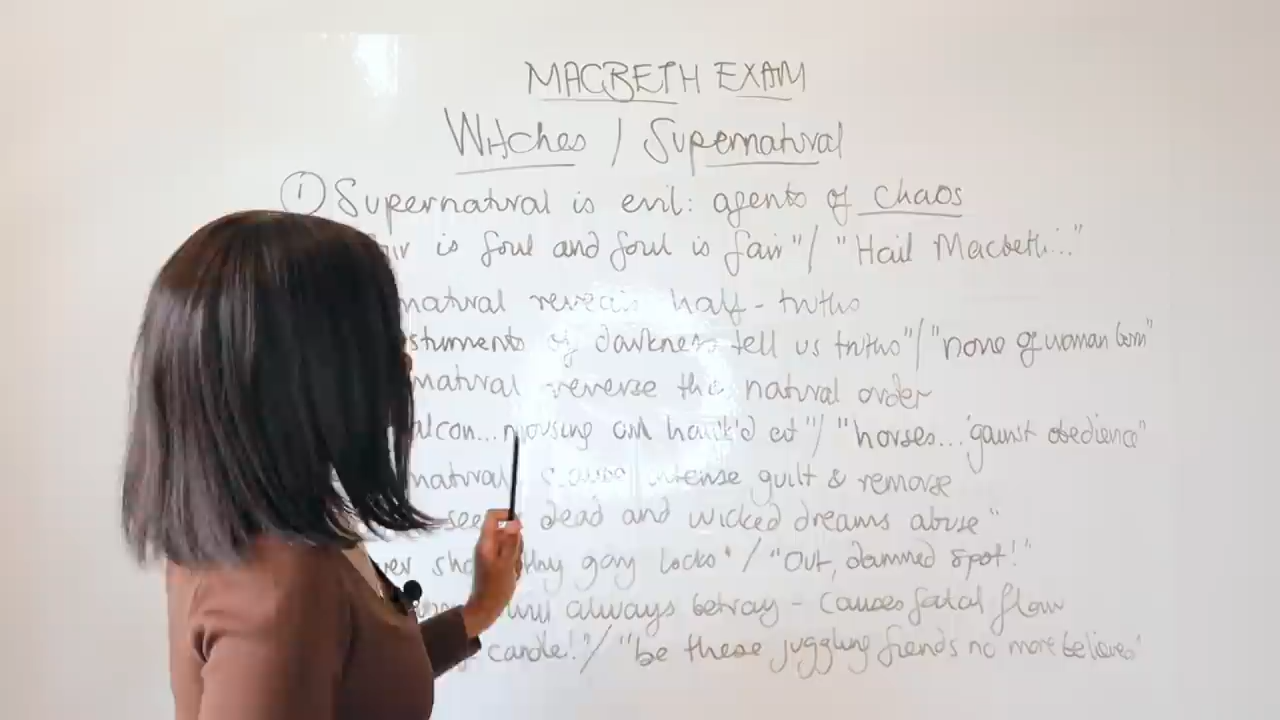 MACBETH EXAM
Witches / Supernatural
① Supernatural is evil: agents of chaos
is foul and foul is fair" / "Hail Macbeth..."
natural reveals half-truths
struments of darkness tell us truths" / "none of woman born"
natural reverse the natural order
alcon... mousing owl hawk'd at" / "horses... 'gainst obedience"
natural cause intense guilt & remorse
dead and wicked dreams abuse"
thy gory locks" / "Out, damned spot!"
will always betray - causes fatal flaw
candle!" / "be these juggling fiends no more believed"